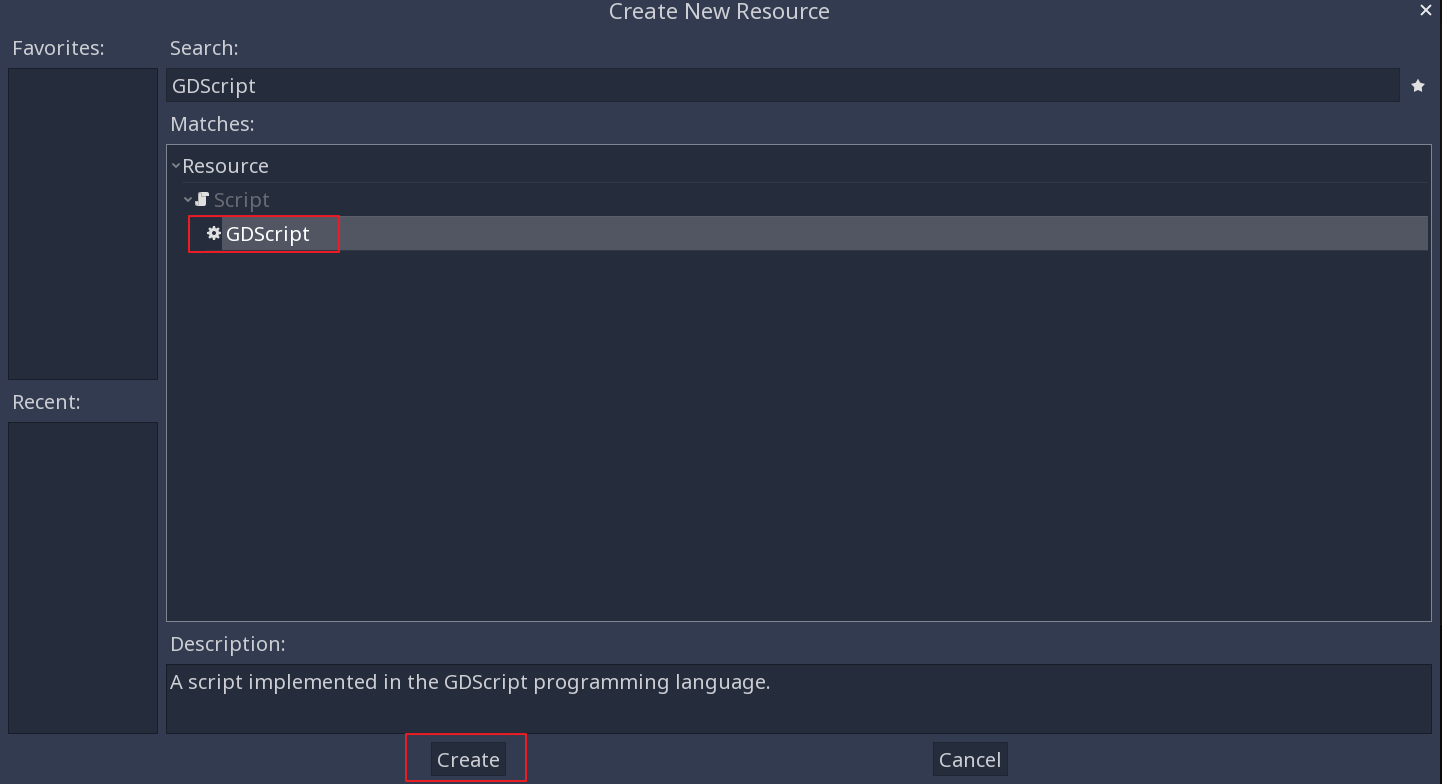 Create New Resource
Favorites:
Search:
GDScript
Matches:
Resource
Script
GDScript
Recent:
Description:
A script implemented in the GDScript programming language.
Create
Cancel